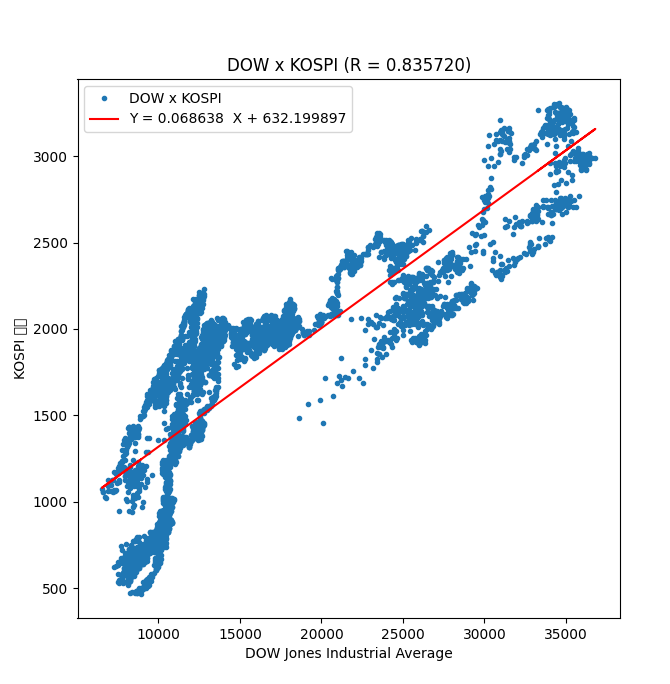 DOW x KOSPI (R = 0.835720)
DOW x KOSPI
Y = 0.068638 X + 632.199897
3000
2500
2000
1500
1000
500
KOSPI
10000 15000 20000 25000 30000 35000
DOW Jones Industrial Average